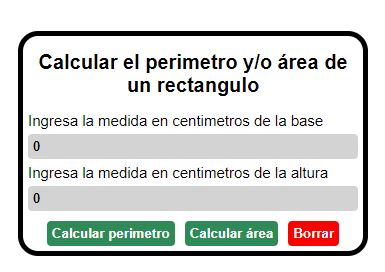 Calcular el perimetro y/o área de
un rectangulo
Ingresa la medida en centimetros de la base
0
Ingresa la medida en centimetros de la altura
0
Calcular perimetro Calcular área Borrar